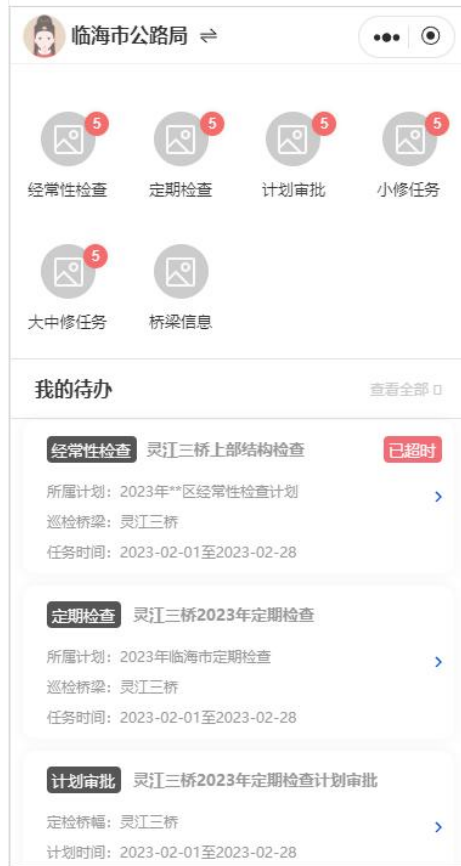 临海市公路局
5 5 5 5
经常性检查 定期检查 计划审批 小修任务
5
大中修任务 桥梁信息
我的待办 查看全部
经常性检查 灵江三桥上部结构检查 已超时
所属计划：2023年**区经常性检查计划
巡检桥梁：灵江三桥
任务时间：2023-02-01至2023-02-28
定期检查 灵江三桥2023年定期检查
所属计划：2023年临海市定期检查
巡检桥梁：灵江三桥
任务时间：2023-02-01至2023-02-28
计划审批 灵江三桥2023年定期检查计划审批
定检桥幅：灵江三桥
计划时间：2023-02-01至2023-02-28